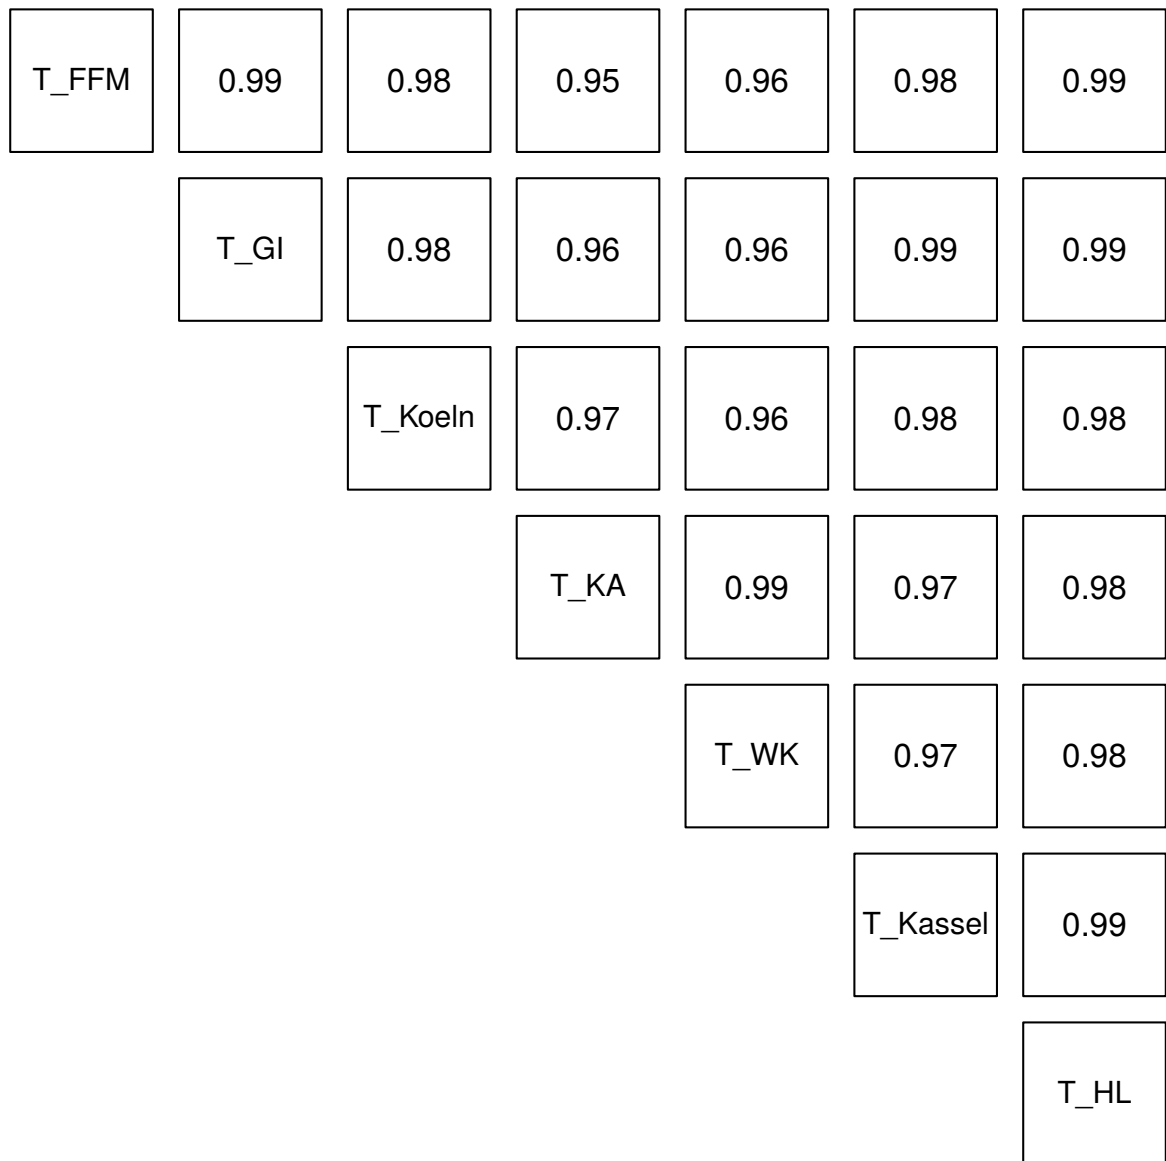 T_FFM 0.99 0.98 0.95 0.96 0.98 0.99
T_GI 0.98 0.96 0.96 0.99 0.99
T_Koeln 0.97 0.96 0.98 0.98
T_KA 0.99 0.97 0.98
T_WK 0.97 0.98
T_Kassel 0.99
T_HL